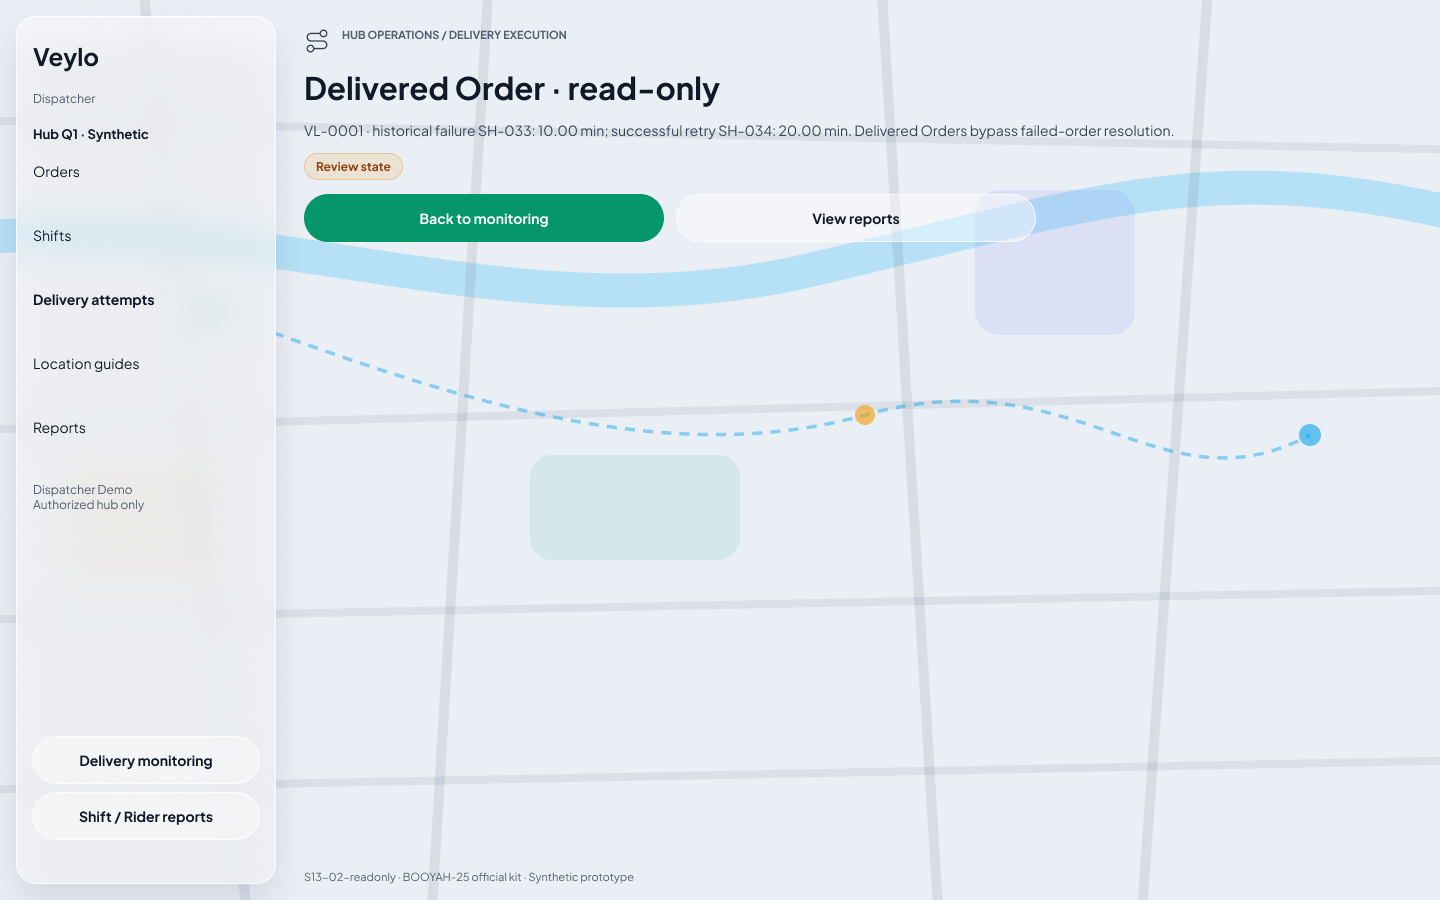 Veylo
Dispatcher
Hub Q1 · Synthetic
Orders
Shifts
Delivery attempts
Location guides
Reports
Dispatcher Demo
Authorized hub only
Delivery monitoring
Shift / Rider reports
HUB OPERATIONS / DELIVERY EXECUTION
Delivered Order · read-only
VL-0001 · historical failure SH-033: 10.00 min; successful retry SH-034: 20.00 min. Delivered Orders bypass failed-order resolution.
Review state
Back to monitoring
View reports
S13-02-readonly · BOOYAH-25 official kit · Synthetic prototype